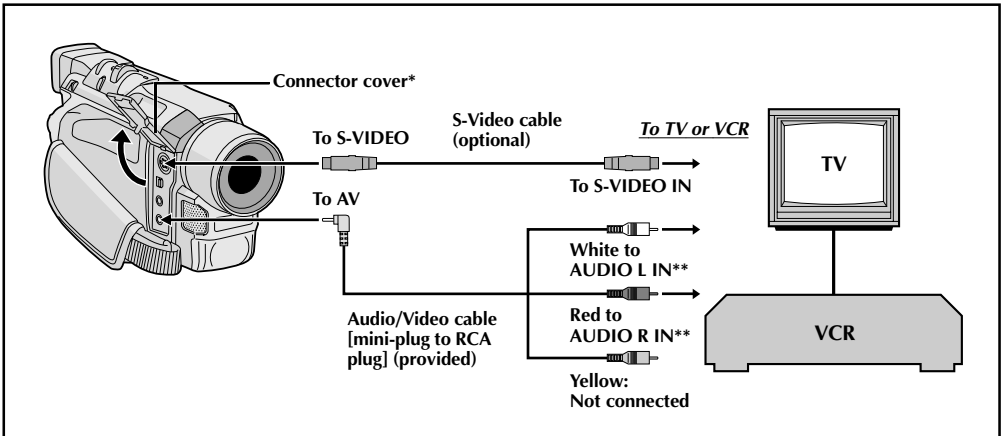 Connector cover*
To S-VIDEO
S-Video cable
(optional)
To TV or VCR
To S-VIDEO IN
TV
To AV
White to
AUDIO L IN**
Audio/Video cable
[mini-plug to RCA
plug] (provided)
Red to
AUDIO R IN**
VCR
Yellow:
Not connected